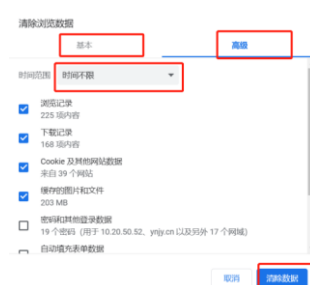 清除浏览数据
基本
高级
时间范围 时间不限
浏览记录
225 项内容
下载记录
168 项内容
Cookie 及其他网站数据
来自 39 个网站
缓存的图片和文件
203 MB
密码和其他登录数据
19 个密码（用于 10.20.50.52、ynjy.cn 以及另外 17 个网域）
自动填充表单数据
取消 清除数据